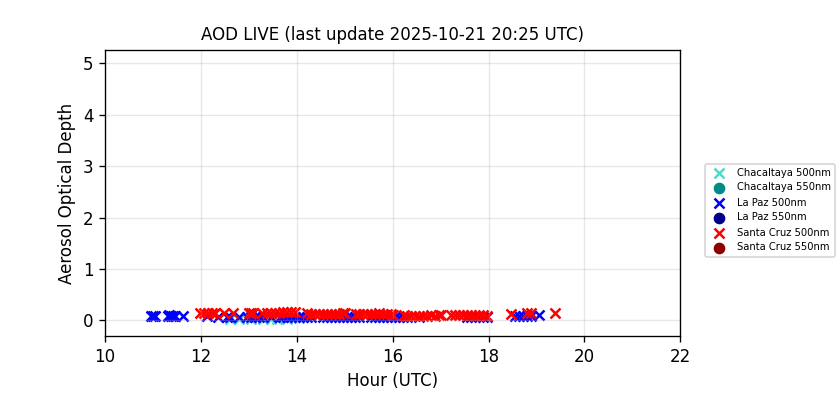 AOD LIVE (last update 2025-10-21 20:25 UTC)
Aerosol Optical Depth
5
4
3
2
1
0
10 12 14 16 18 20 22
Hour (UTC)
Chacaltaya 500nm
Chacaltaya 550nm
La Paz 500nm
La Paz 550nm
Santa Cruz 500nm
Santa Cruz 550nm